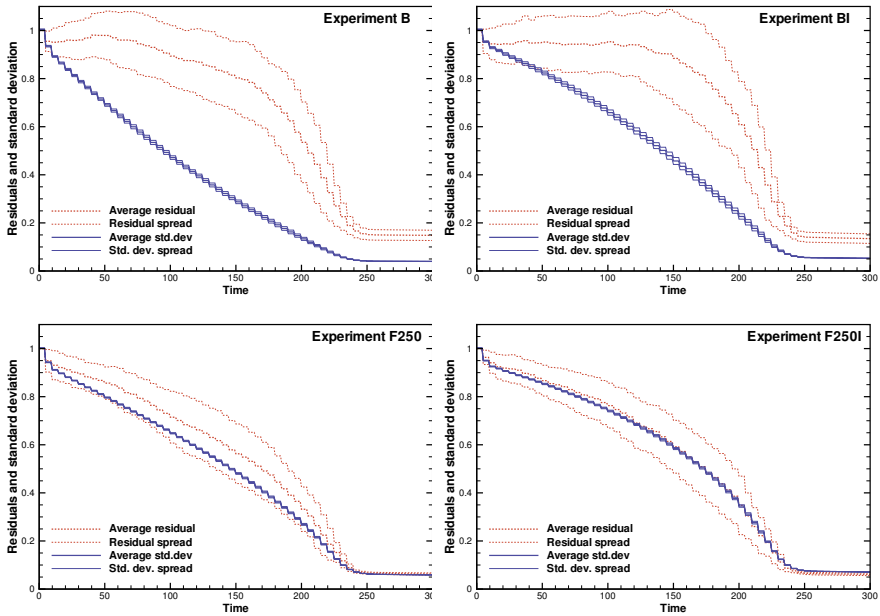 Experiment B
Residuals and standard deviation
1
0.8
0.6
0.4
0.2
0
Average residual
Residual spread
Average std.dev
Std. dev. spread
0
50
100
150
200
250
300
Time
Experiment BI
Residuals and standard deviation
1
0.8
0.6
0.4
0.2
0
Average residual
Residual spread
Average std.dev
Std. dev. spread
0
50
100
150
200
250
300
Time
Experiment F250
Residuals and standard deviation
1
0.8
0.6
0.4
0.2
0
Average residual
Residual spread
Average std.dev
Std. dev. spread
0
50
100
150
200
250
300
Time
Experiment F250I
Residuals and standard deviation
1
0.8
0.6
0.4
0.2
0
Average residual
Residual spread
Average std.dev
Std. dev. spread
0
50
100
150
200
250
300
Time